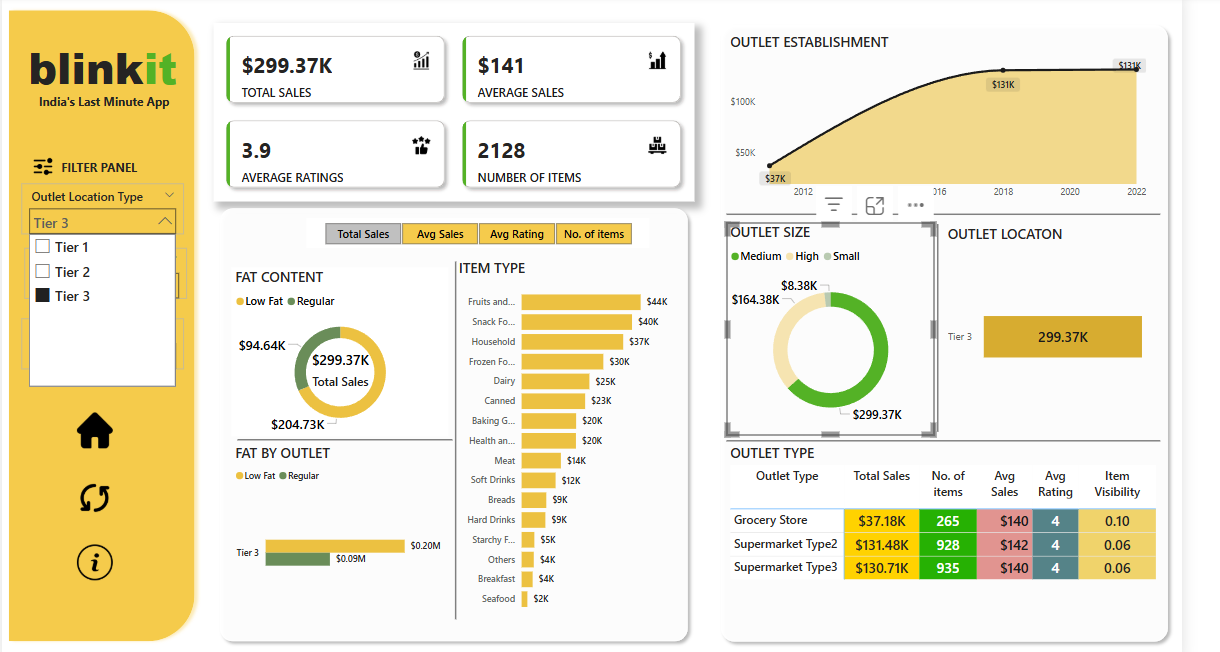 blinkit
India's Last Minute App
FILTER PANEL
Outlet Location Type
Tier 3
Tier 1
Tier 2
Tier 3
$299.37K
TOTAL SALES
$141
AVERAGE SALES
3.9
AVERAGE RATINGS
2128
NUMBER OF ITEMS
Total Sales Avg Sales Avg Rating No. of items
FAT CONTENT
Low Fat Regular
$94.64K
$299.37K
Total Sales
$204.73K
FAT BY OUTLET
Low Fat Regular
Tier 3
$0.20M
$0.09M
ITEM TYPE
Fruits and... $44K
Snack Fo... $40K
Household $37K
Frozen Fo... $30K
Dairy $25K
Canned $23K
Baking G... $20K
Health an... $20K
Meat $14K
Soft Drinks $12K
Breads $9K
Hard Drinks $9K
Starchy F... $5K
Others $4K
Breakfast $4K
Seafood $2K
OUTLET ESTABLISHMENT
$131K
$131K
$100K
$50K
$37K
2012 016 2018 2020 2022
OUTLET SIZE
Medium High Small
$8.38K
$164.38K
$299.37K
OUTLET LOCATON
Tier 3 299.37K
OUTLET TYPE
Outlet Type Total Sales No. of items Avg Sales Avg Rating Item Visibility
Grocery Store $37.18K 265 $140 4 0.10
Supermarket Type2 $131.48K 928 $142 4 0.06
Supermarket Type3 $130.71K 935 $140 4 0.06